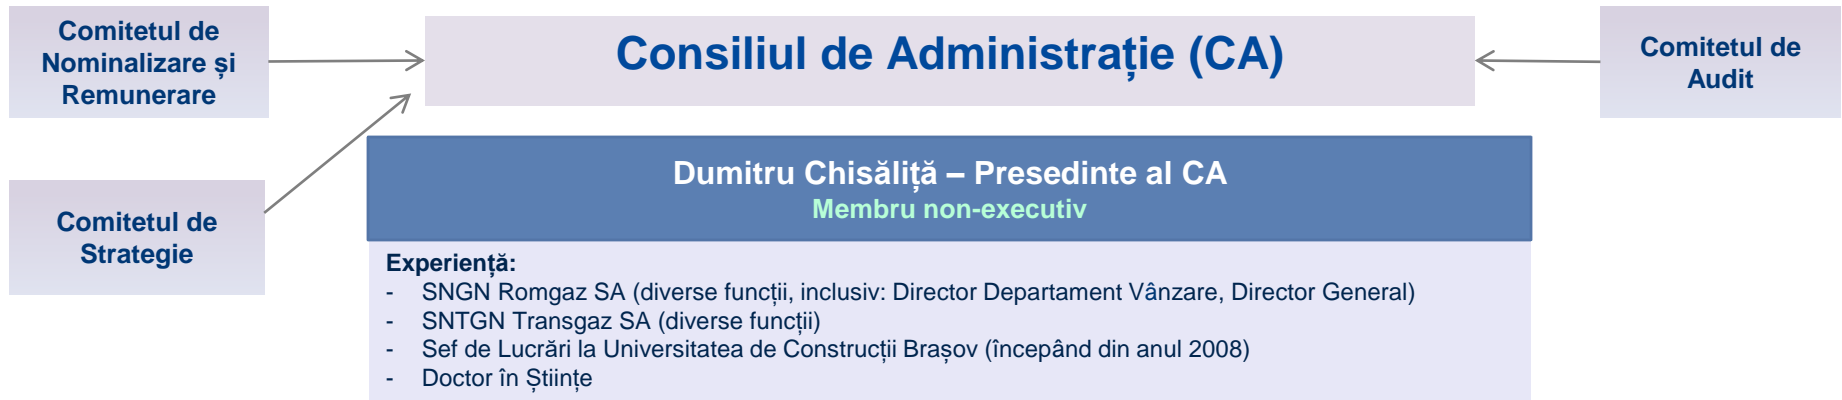 Comitetul de
Nominalizare și
Remunerare
Consiliul de Administrație (CA)
Comitetul de
Audit
Comitetul de
Strategie
Dumitru Chisăliță – Presedinte al CA
Membru non-executiv
Experiență:
- SNGN Romgaz SA (diverse funcții, inclusiv: Director Departament Vânzare, Director General)
- SNTGN Transgaz SA (diverse funcții)
- Sef de Lucrări la Universitatea de Construcții Brașov (începând din anul 2008)
- Doctor în Științe